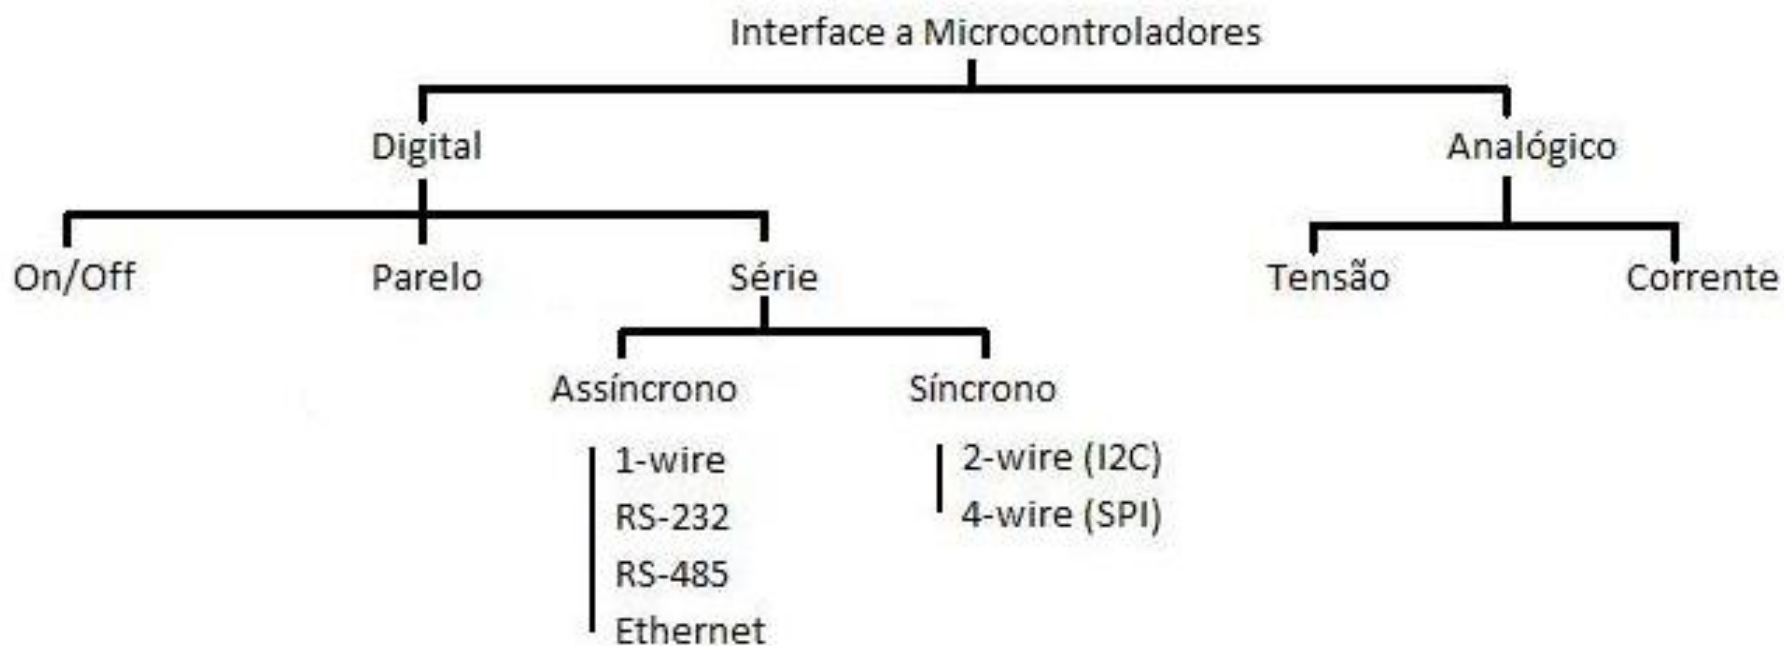 Interface a Microcontroladores
Digital
Analógico
On/Off
Parelo
Série
Tensão
Corrente
Assíncrono
Síncrono
1-wire
RS-232
RS-485
Ethernet
2-wire (I2C)
4-wire (SPI)